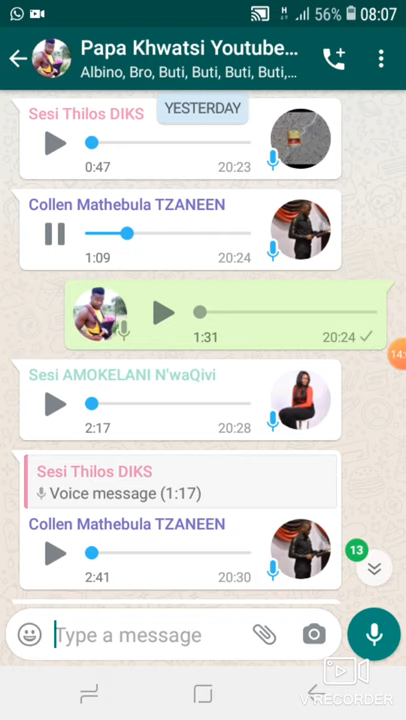 56% 08:07
Papa Khwatsi Youtube...
Albino, Bro, Buti, Buti, Buti, Buti,...
YESTERDAY
Sesi Thilos DIKS
0:47 20:23
Collen Mathebula TZANEEN
1:09 20:24
1:31 20:24
14:
Sesi AMOKELANI N'waQivi
2:17 20:28
Sesi Thilos DIKS
Voice message (1:17)
Collen Mathebula TZANEEN
2:41 20:30
13
Type a message
V RECORDER